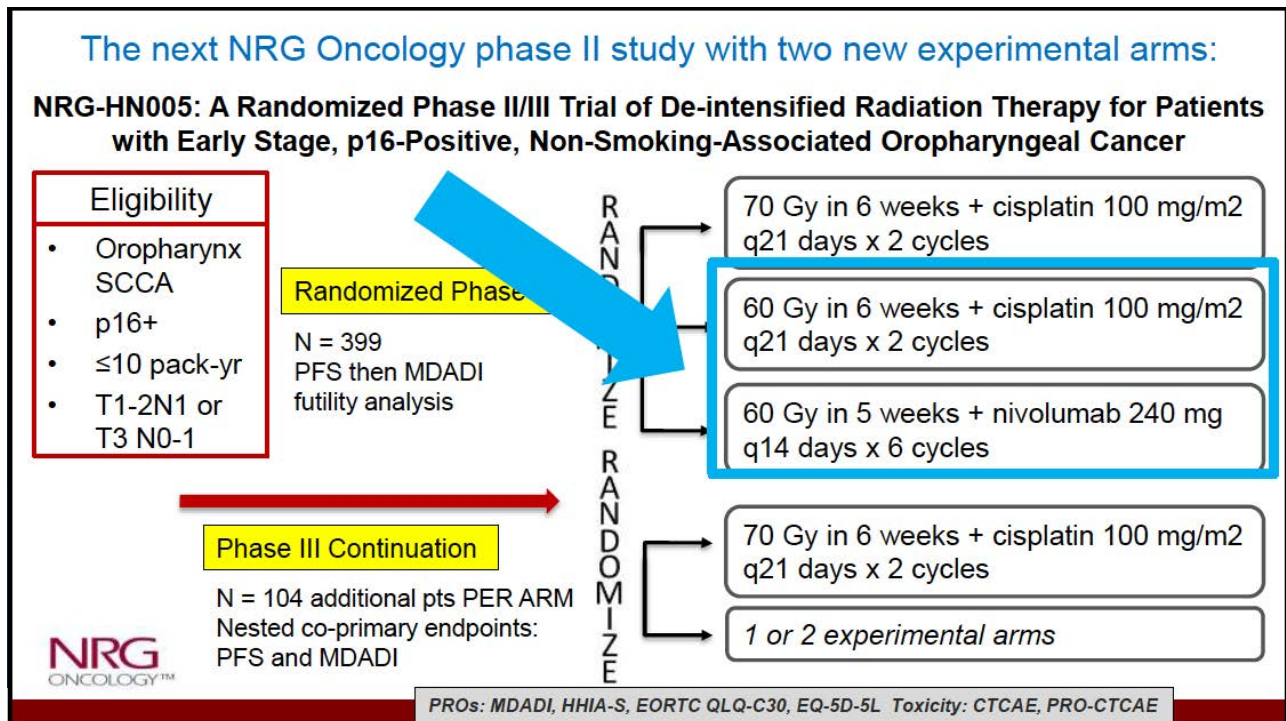 The next NRG Oncology phase II study with two new experimental arms:
NRG-HN005: A Randomized Phase II/III Trial of De-intensified Radiation Therapy for Patients
with Early Stage, p16-Positive, Non-Smoking-Associated Oropharyngeal Cancer
Eligibility
• Oropharynx
SCCA
• p16+
• ≤10 pack-yr
• T1-2N1 or
T3 N0-1
Randomized Phase
N = 399
PFS then MDADI
futility analysis
R
A
N
D
I
Z
E
70 Gy in 6 weeks + cisplatin 100 mg/m2
q21 days x 2 cycles
60 Gy in 6 weeks + cisplatin 100 mg/m2
q21 days x 2 cycles
60 Gy in 5 weeks + nivolumab 240 mg
q14 days x 6 cycles
Phase III Continuation
N = 104 additional pts PER ARM
Nested co-primary endpoints:
PFS and MDADI
R
A
N
D
O
M
I
Z
E
70 Gy in 6 weeks + cisplatin 100 mg/m2
q21 days x 2 cycles
1 or 2 experimental arms
NRG
ONCOLOGY™
PROs: MDADI, HHIA-S, EORTC QLQ-C30, EQ-5D-5L Toxicity: CTCAE, PRO-CTCAE